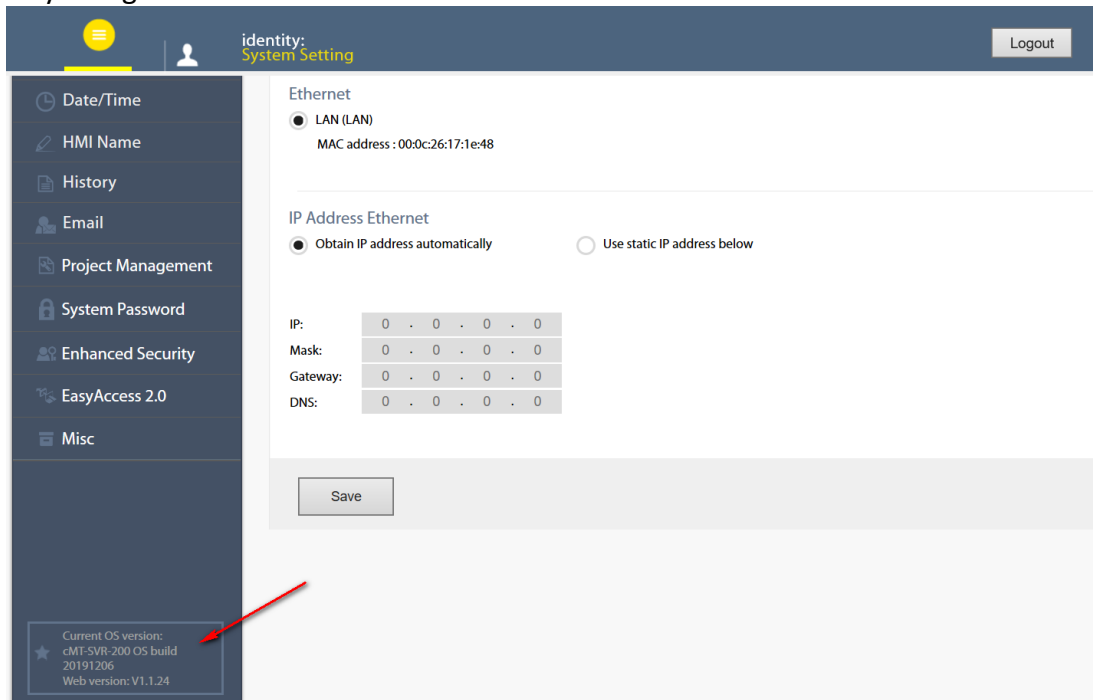 identity:
System Setting
Logout
Date/Time
HMI Name
History
Email
Project Management
System Password
Enhanced Security
EasyAccess 2.0
Misc
Current OS version:
cMT-SVR-200 OS build
20191206
Web version: V1.1.24
Ethernet
LAN (LAN)
MAC address : 00:0c:26:17:1e:48
IP Address Ethernet
Obtain IP address automatically Use static IP address below
IP: 0 . 0 . 0 . 0
Mask: 0 . 0 . 0 . 0
Gateway: 0 . 0 . 0 . 0
DNS: 0 . 0 . 0 . 0
Save